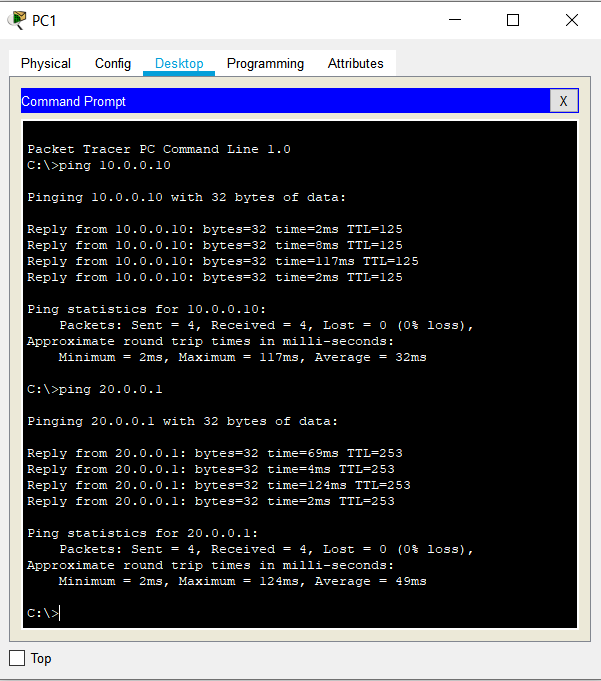 PC1
Physical Config Desktop Programming Attributes
Command Prompt
X
Packet Tracer PC Command Line 1.0
C:\>ping 10.0.0.10
Pinging 10.0.0.10 with 32 bytes of data:
Reply from 10.0.0.10: bytes=32 time=2ms TTL=125
Reply from 10.0.0.10: bytes=32 time=8ms TTL=125
Reply from 10.0.0.10: bytes=32 time=117ms TTL=125
Reply from 10.0.0.10: bytes=32 time=2ms TTL=125
Ping statistics for 10.0.0.10:
Packets: Sent = 4, Received = 4, Lost = 0 (0% loss),
Approximate round trip times in milli-seconds:
Minimum = 2ms, Maximum = 117ms, Average = 32ms
C:\>ping 20.0.0.1
Pinging 20.0.0.1 with 32 bytes of data:
Reply from 20.0.0.1: bytes=32 time=69ms TTL=253
Reply from 20.0.0.1: bytes=32 time=4ms TTL=253
Reply from 20.0.0.1: bytes=32 time=124ms TTL=253
Reply from 20.0.0.1: bytes=32 time=2ms TTL=253
Ping statistics for 20.0.0.1:
Packets: Sent = 4, Received = 4, Lost = 0 (0% loss),
Approximate round trip times in milli-seconds:
Minimum = 2ms, Maximum = 124ms, Average = 49ms
C:\>
Top